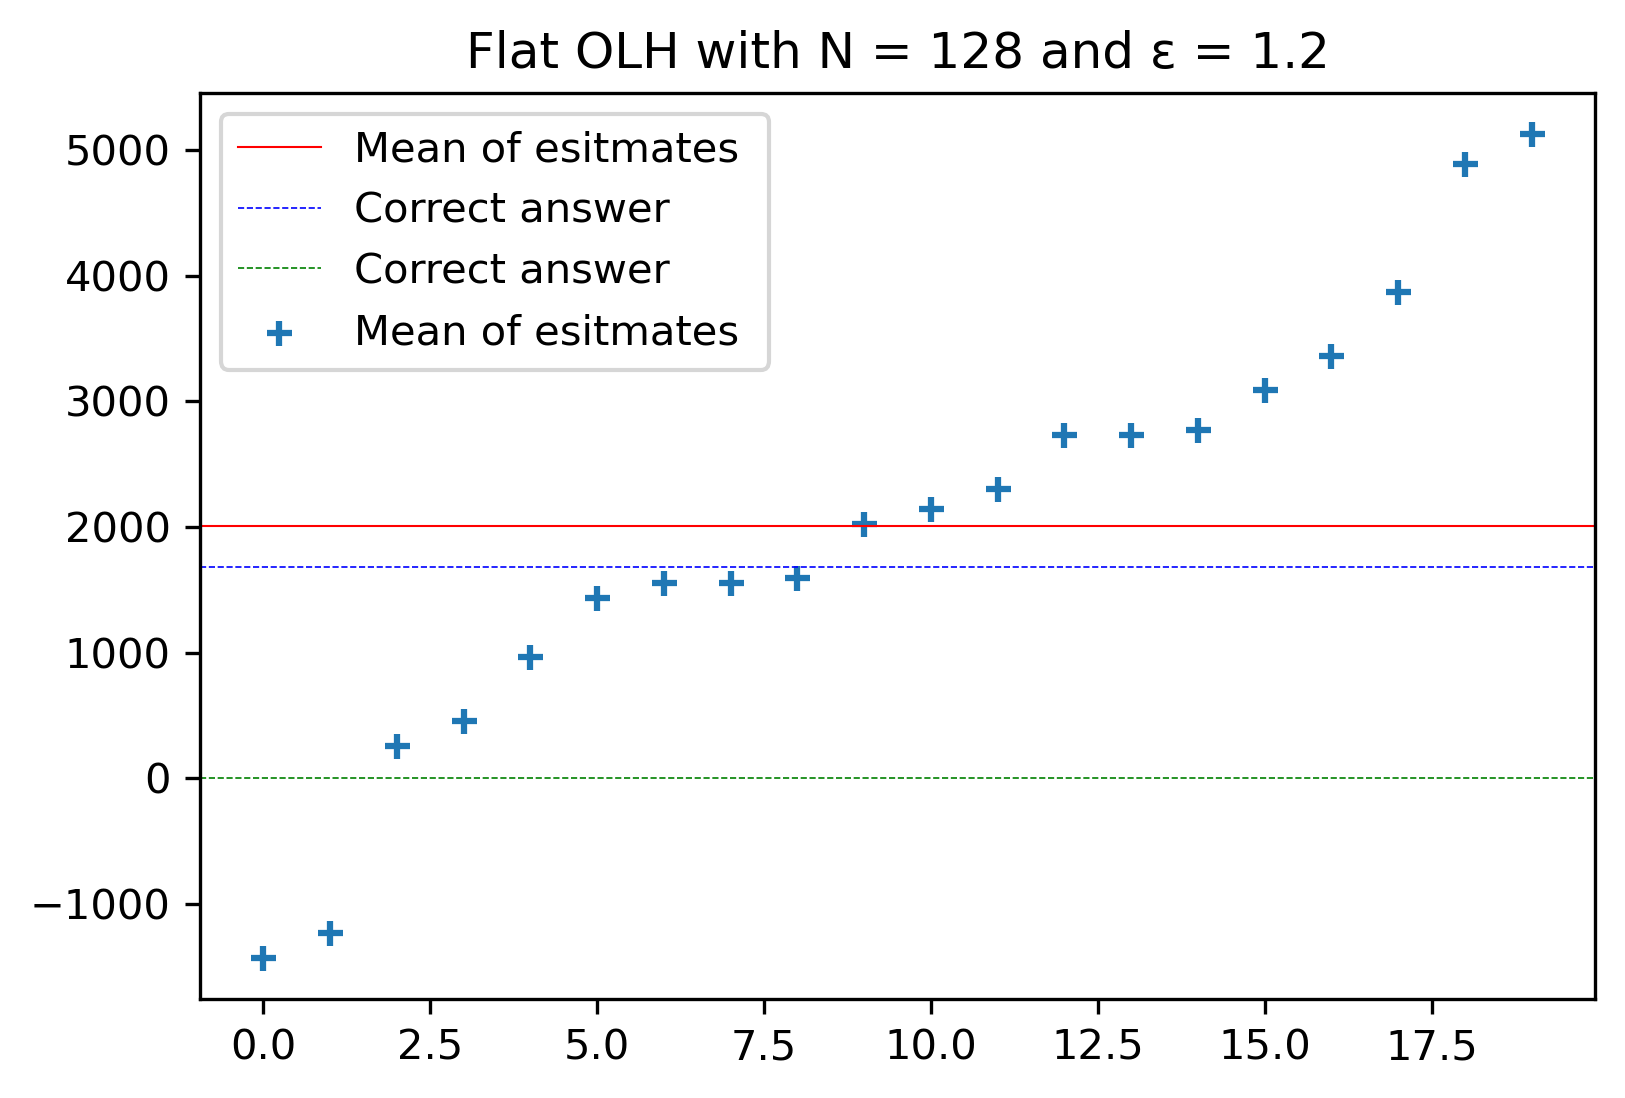 Flat OLH with N = 128 and ε = 1.2
Mean of esitmates
Correct answer
Correct answer
Mean of esitmates
5000
4000
3000
2000
1000
0
−1000
0.0 2.5 5.0 7.5 10.0 12.5 15.0 17.5